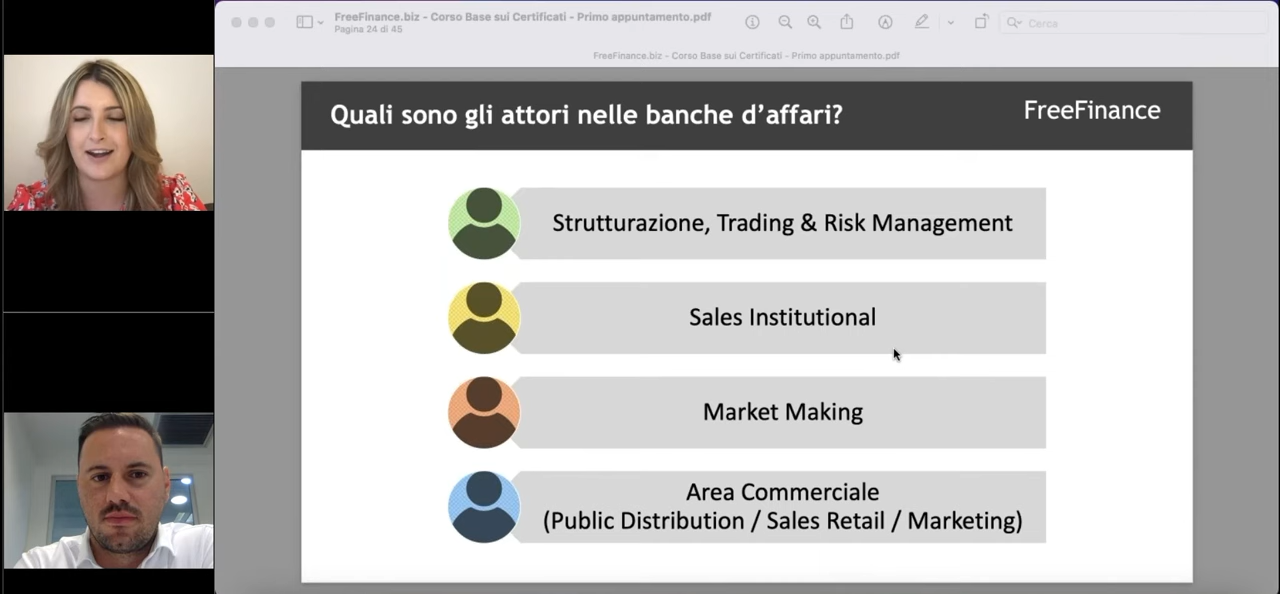 FreeFinance.biz - Corso Base sui Certificati - Primo appuntamento.pdf
Pagina 24 di 45
Cerca
FreeFinance.biz - Corso Base sui Certificati - Primo appuntamento.pdf
Quali sono gli attori nelle banche d’affari?
FreeFinance
Strutturazione, Trading & Risk Management
Sales Institutional
Market Making
Area Commerciale
(Public Distribution / Sales Retail / Marketing)